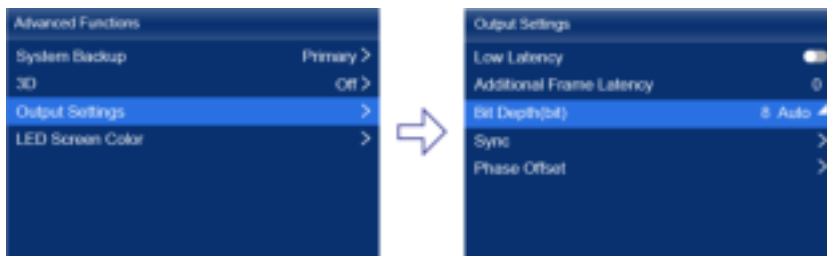 Advanced Functions
System Backup Primary >
3D Off >
Output Settings >
LED Screen Color >
Output Settings
Low Latency
Additional Frame Latency 0
Bit Depth(bit) 8 Auto
Sync >
Phase Offset >